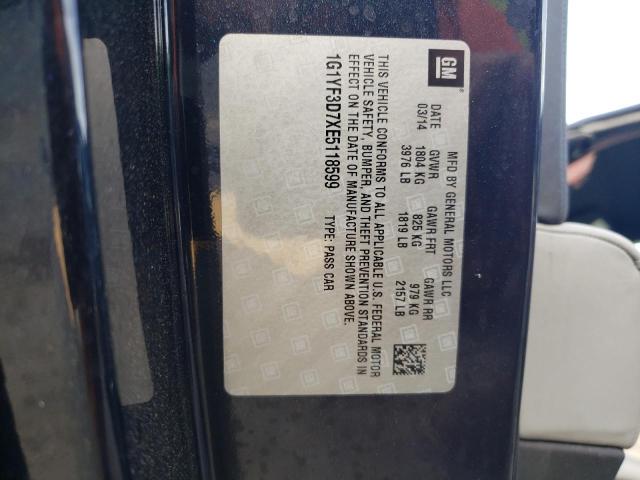 GM
MFD BY GENERAL MOTORS LLC
DATE GVWR GAWR FRT GAWR RR
03/14 1804 KG 825 KG 979 KG
3976 LB 1819 LB 2157 LB
THIS VEHICLE CONFORMS TO ALL APPLICABLE U.S. FEDERAL MOTOR
VEHICLE SAFETY, BUMPER, AND THEFT PREVENTION STANDARDS IN
EFFECT ON THE DATE OF MANUFACTURE SHOWN ABOVE.
1G1YF3D7XE5118599 TYPE: PASS CAR